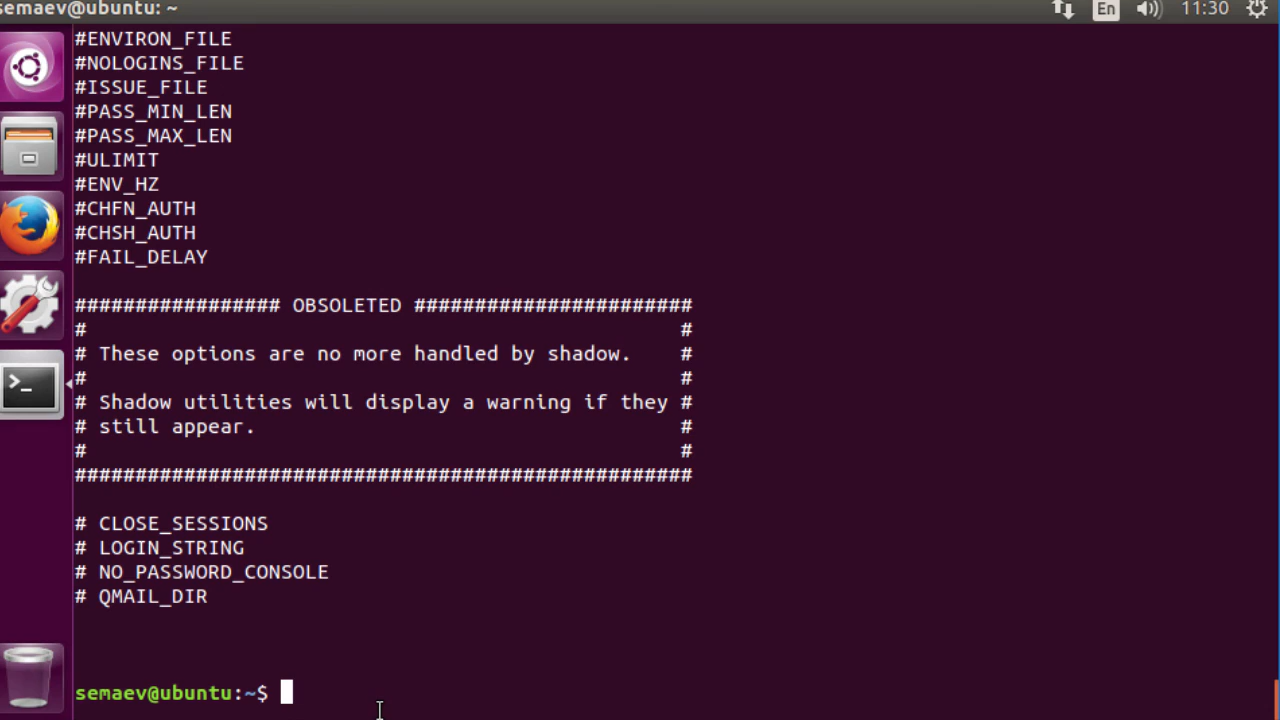 semaev@ubuntu: ~
En
11:30
#ENVIRON_FILE
#NOLOGINS_FILE
#ISSUE_FILE
#PASS_MIN_LEN
#PASS_MAX_LEN
#ULIMIT
#ENV_HZ
#CHFN_AUTH
#CHSH_AUTH
#FAIL_DELAY
################# OBSOLETED #######################
#                                                 #
# These options are no more handled by shadow.    #
#                                                 #
# Shadow utilities will display a warning if they #
# still appear.                                   #
#                                                 #
###################################################
# CLOSE_SESSIONS
# LOGIN_STRING
# NO_PASSWORD_CONSOLE
# QMAIL_DIR
semaev@ubuntu:~$